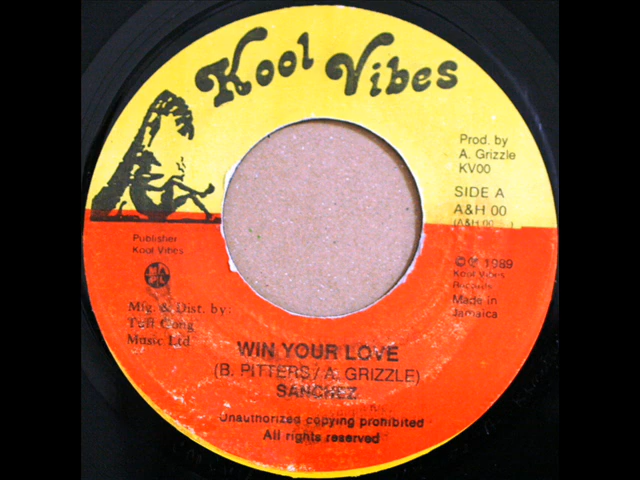 Kool Vibes
Prod. by
A. Grizzle
KV00
SIDE A
A&H 00
(A&H 00
Publisher
Kool Vibes
Mfg. & Dist. by:
Tuff Gong
Music Ltd
©℗ 1989
Kool Vibes
Records
Made in
Jamaica
WIN YOUR LOVE
(B. PITTERS / A. GRIZZLE)
SANCHEZ
Unauthorized copying prohibited
All rights reserved